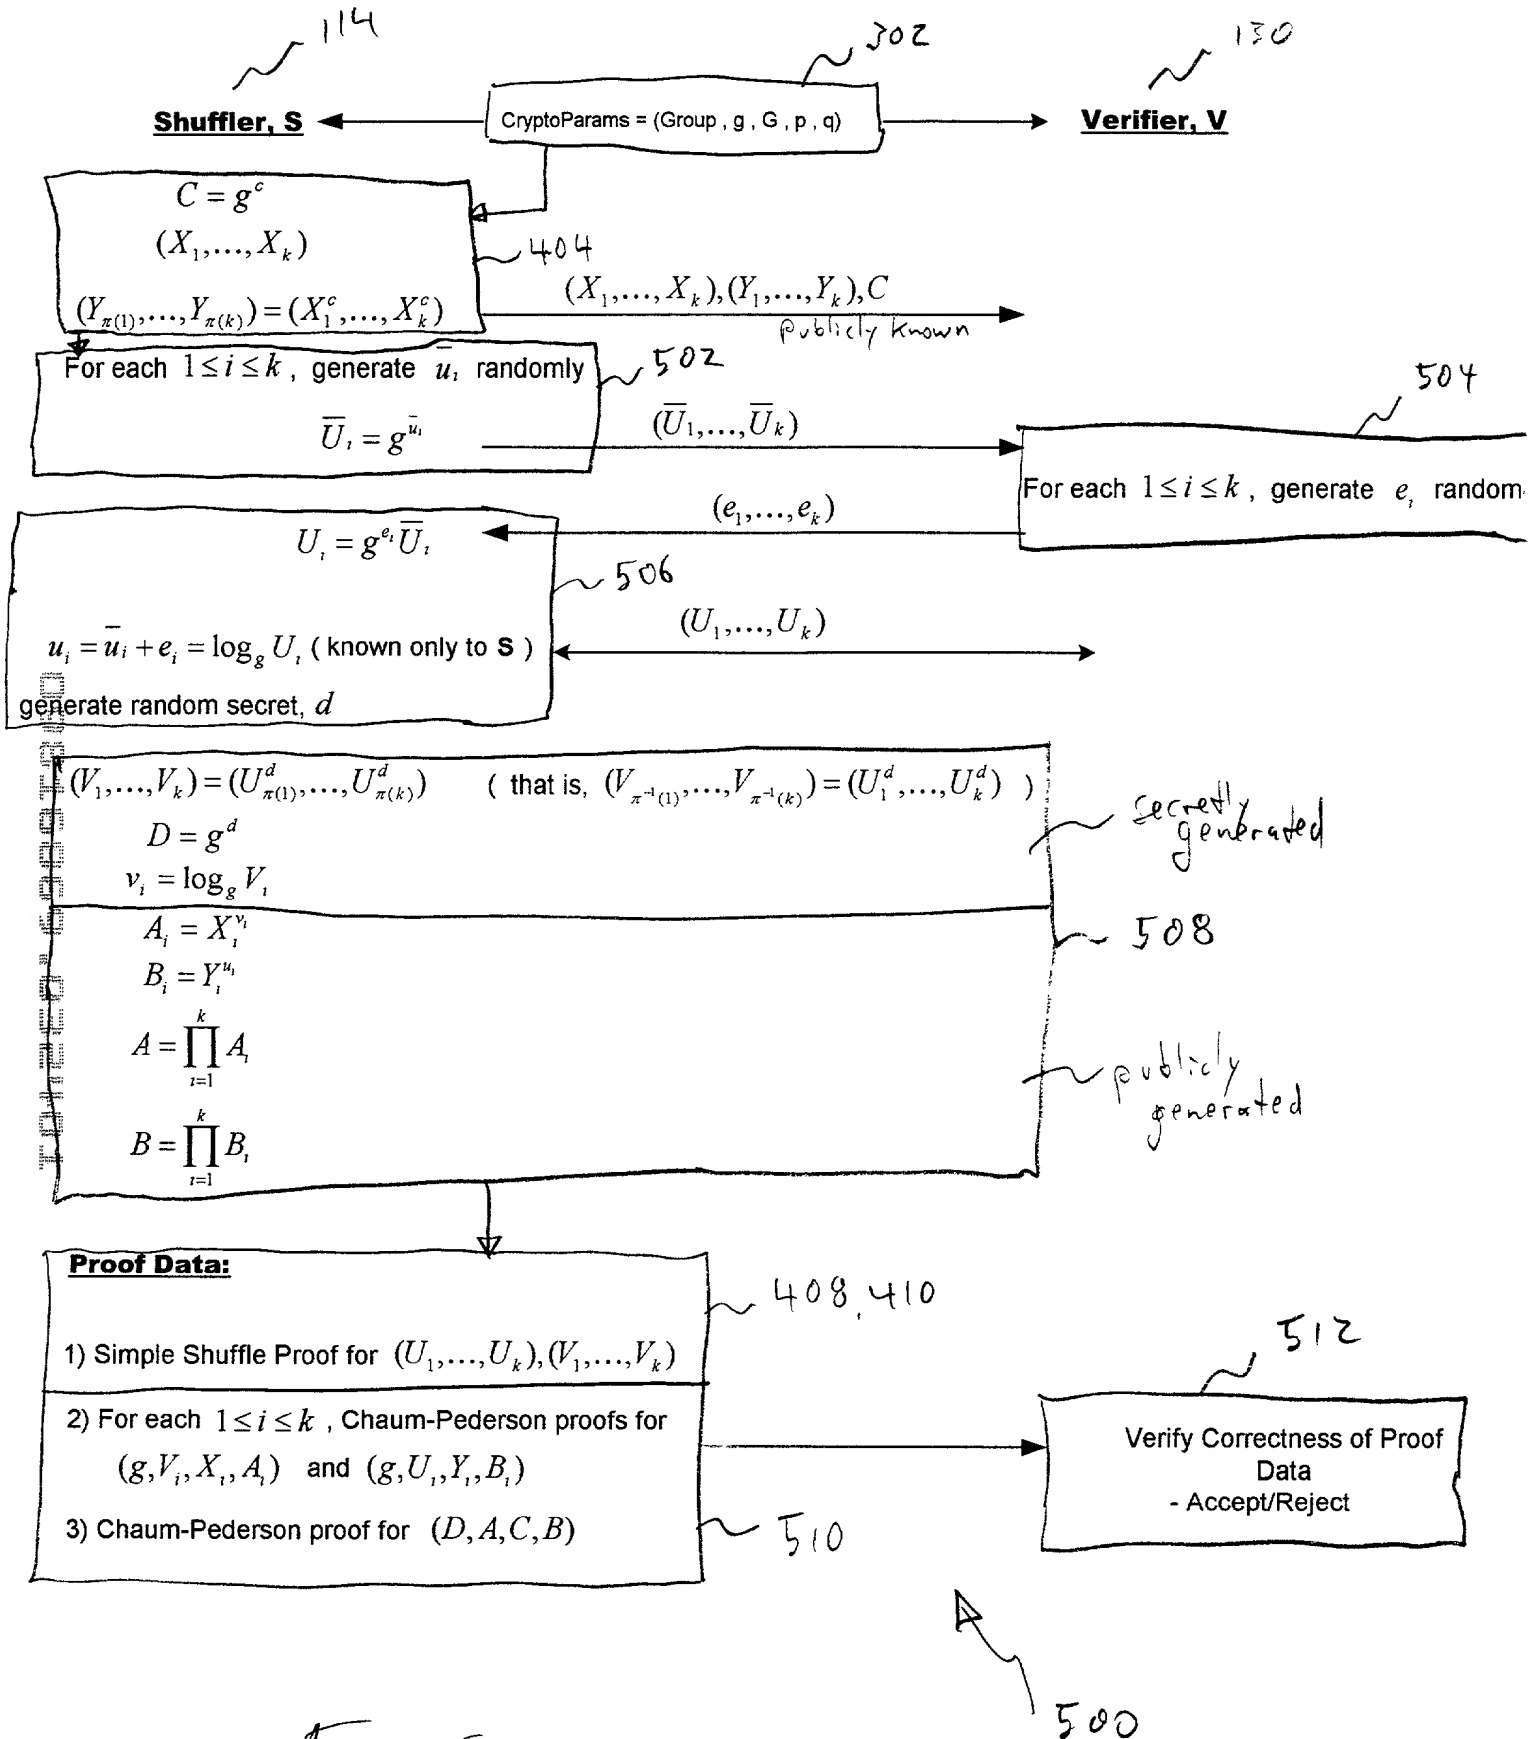 114
302
130
Shuffler, S
CryptoParams = (Group , g , G , p , q)
Verifier, V
C = g^c
(X_1,...,X_k)
404
(Y_{π(1)},...,Y_{π(k)}) = (X_1^c,...,X_k^c)
(X_1,...,X_k),(Y_1,...,Y_k),C
publicly known
For each 1 ≤ i ≤ k , generate ū_i randomly
502
504
Ū_i = g^{ū_i}
(Ū_1,...,Ū_k)
For each 1 ≤ i ≤ k , generate e_i random
(e_1,...,e_k)
U_i = g^{e_i} Ū_i
506
(U_1,...,U_k)
u_i = ū_i + e_i = log_g U_i ( known only to S )
generate random secret, d
(V_1,...,V_k) = (U_{π(1)}^d,...,U_{π(k)}^d) ( that is, (V_{π^{-1}(1)},...,V_{π^{-1}(k)}) = (U_1^d,...,U_k^d) )
secretly
generated
D = g^d
v_i = log_g V_i
A_i = X_i^{v_i}
508
B_i = Y_i^{u_i}
A = ∏_{i=1}^{k} A_i
publicly
generated
B = ∏_{i=1}^{k} B_i
Proof Data:
408, 410
1) Simple Shuffle Proof for (U_1,...,U_k),(V_1,...,V_k)
512
2) For each 1 ≤ i ≤ k , Chaum-Pederson proofs for
(g,V_i,X_i,A_i) and (g,U_i,Y_i,B_i)
3) Chaum-Pederson proof for (D,A,C,B)
510
Verify Correctness of Proof
Data
- Accept/Reject
500